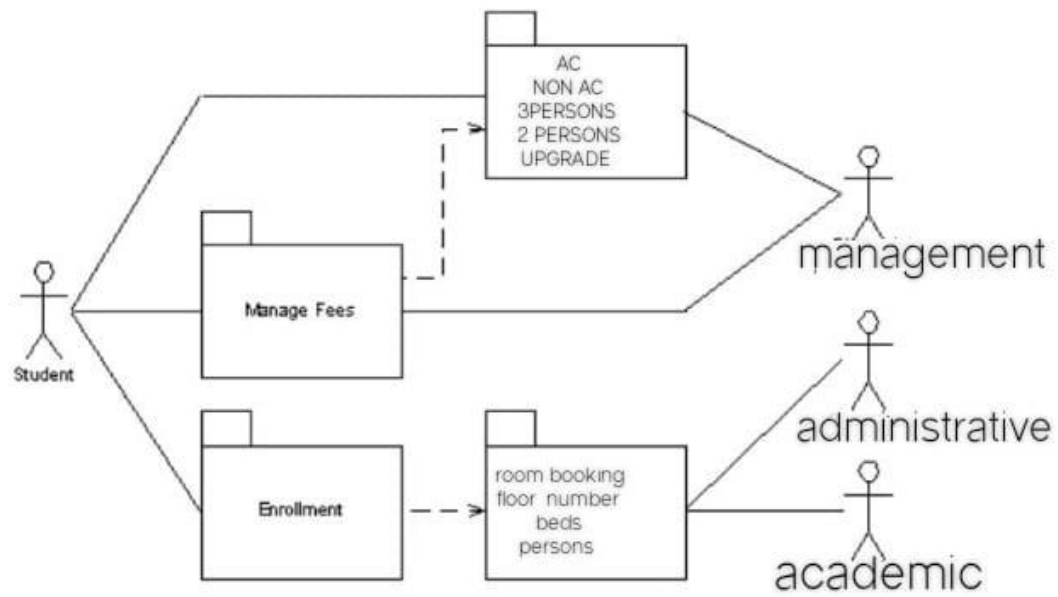 AC
NON AC
3PERSONS
2 PERSONS
UPGRADE
management
Manage Fees
Student
administrative
Enrollment
room booking
floor number
beds
persons
academic